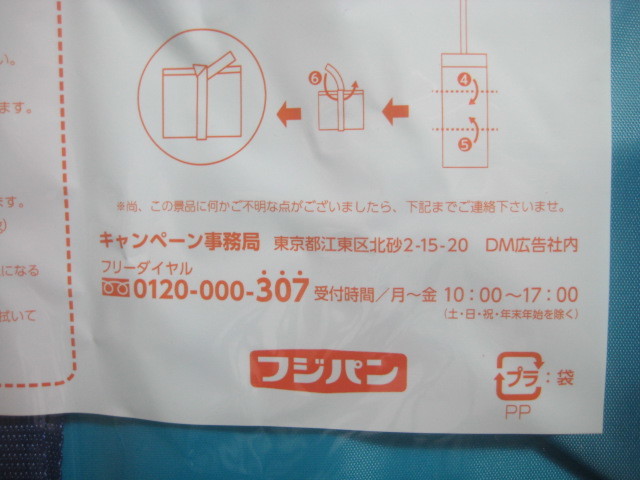 い。
ます。
ます。
になる
拭いて
④
⑤
⑥
※尚、この景品に何かご不明な点がございましたら、下記までご連絡下さいませ。
キャンペーン事務局 東京都江東区北砂2-15-20 DM広告社内
フリーダイヤル
0120-000-307 受付時間／月～金 10:00～17:00
(土・日・祝・年末年始を除く)
フジパン
プラ:袋
PP